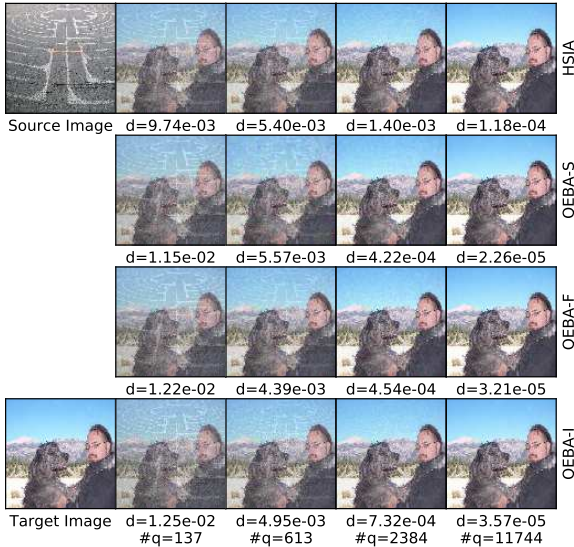 HSIA
Source Image d=9.74e-03 d=5.40e-03 d=1.40e-03 d=1.18e-04
OEBA-S
d=1.15e-02 d=5.57e-03 d=4.22e-04 d=2.26e-05
OEBA-F
d=1.22e-02 d=4.39e-03 d=4.54e-04 d=3.21e-05
OEBA-I
Target Image d=1.25e-02 d=4.95e-03 d=7.32e-04 d=3.57e-05
#q=137 #q=613 #q=2384 #q=11744